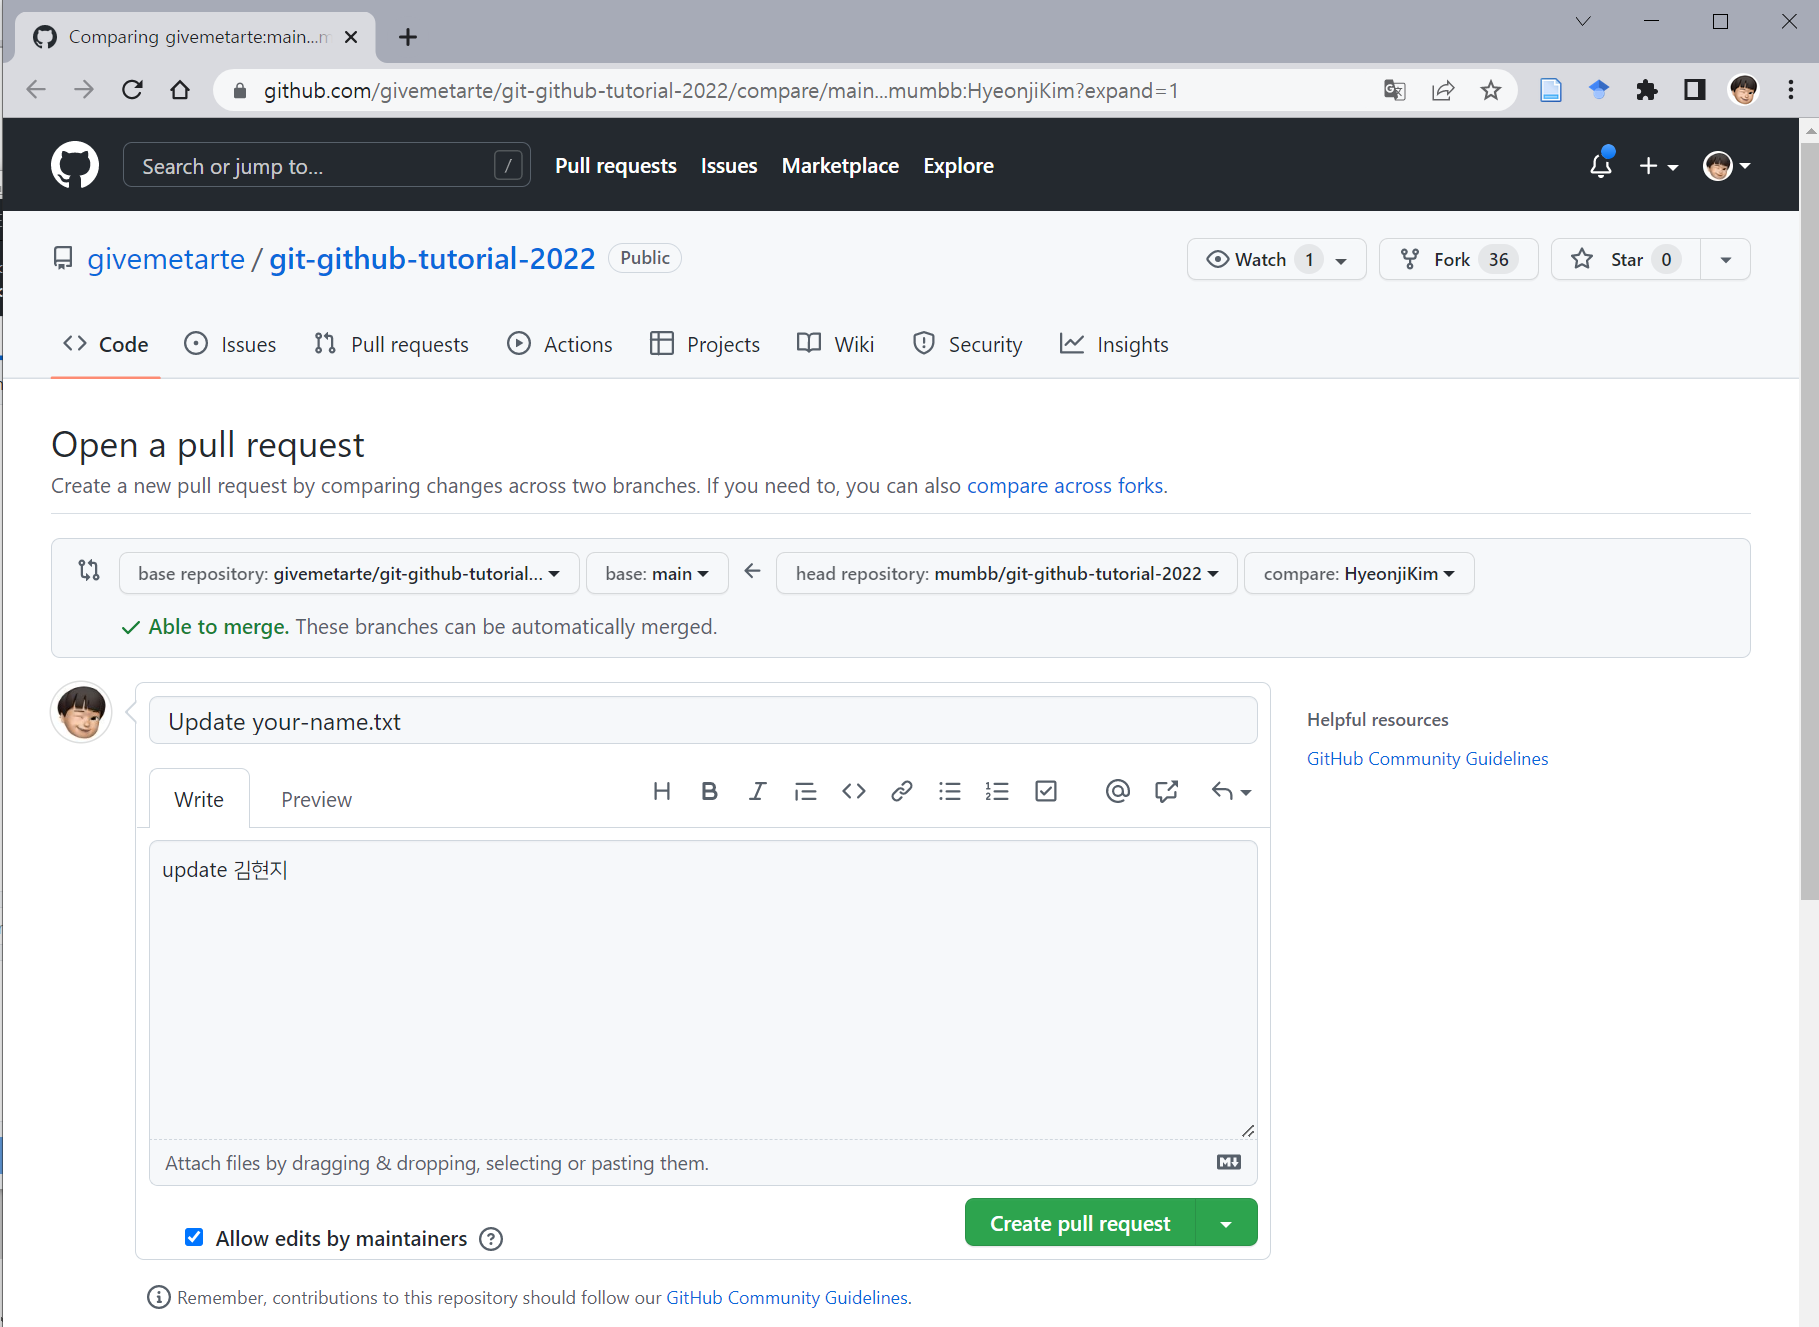 Comparing givemetarte:main...m
github.com/givemetarte/git-github-tutorial-2022/compare/main...mumbb:HyeonjiKim?expand=1
Search or jump to... /
Pull requests Issues Marketplace Explore
givemetarte / git-github-tutorial-2022 Public
Watch 1 Fork 36 Star 0
Code Issues Pull requests Actions Projects Wiki Security Insights
Open a pull request
Create a new pull request by comparing changes across two branches. If you need to, you can also compare across forks.
base repository: givemetarte/git-github-tutorial... base: main ← head repository: mumbb/git-github-tutorial-2022 compare: HyeonjiKim
✓ Able to merge. These branches can be automatically merged.
Update your-name.txt
Helpful resources
GitHub Community Guidelines
Write Preview
update 김현지
Attach files by dragging & dropping, selecting or pasting them.
Allow edits by maintainers
Create pull request
Remember, contributions to this repository should follow our GitHub Community Guidelines.